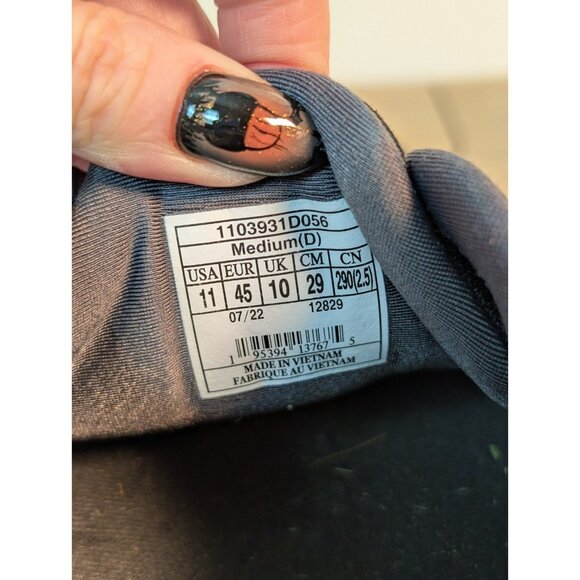 1103931D056
Medium(D)
USA EUR UK CM CN
11 45 10 29 290(2.5)
07/22 12829
1 95394 13767 5
MADE IN VIETNAM
FABRIQUE AU VIETNAM